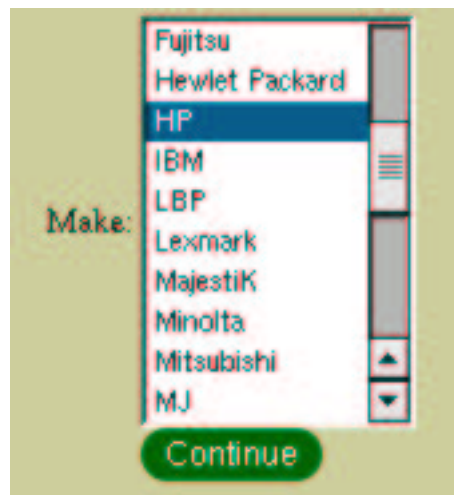 Fujitsu
Hewlet Packard
HP
IBM
LBP
Make:
Lexmark
MajestiK
Minolta
Mitsubishi
MJ
Continue